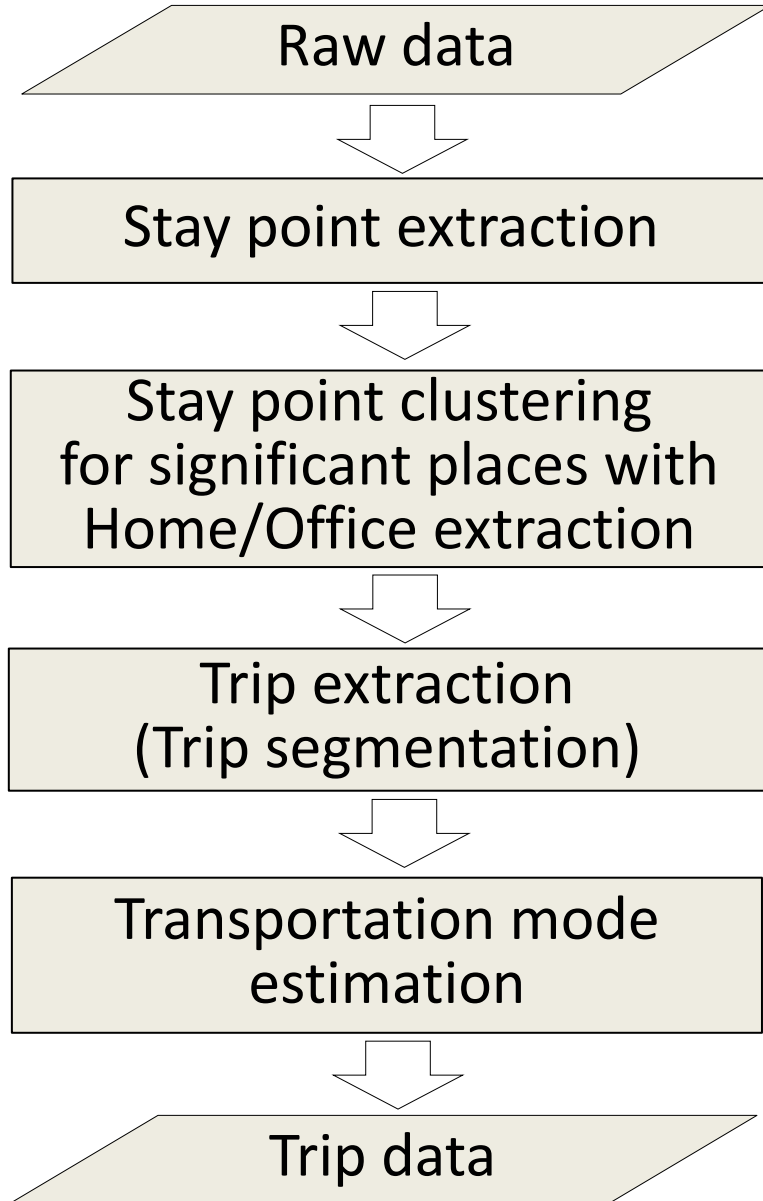 Raw data
Stay point extraction
Stay point clustering
for significant places with
Home/Office extraction
Trip extraction
(Trip segmentation)
Transportation mode
estimation
Trip data